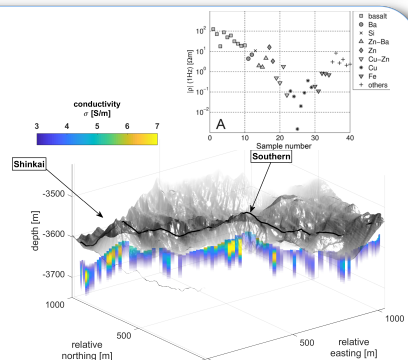 |ρ| (1Hz) [Ωm]
10²
10¹
10⁰
10⁻¹
10⁻²
A
0 10 20 30 40
Sample number
basalt
Ba
Si
Zn−Ba
Zn
Cu−Zn
Cu
Fe
others
conductivity
σ [S/m]
3 4 5 6 7
Shinkai
Southern
depth [m]
-3500
-3600
-3700
1000
500
relative
northing [m]
500
1000
relative
easting [m]